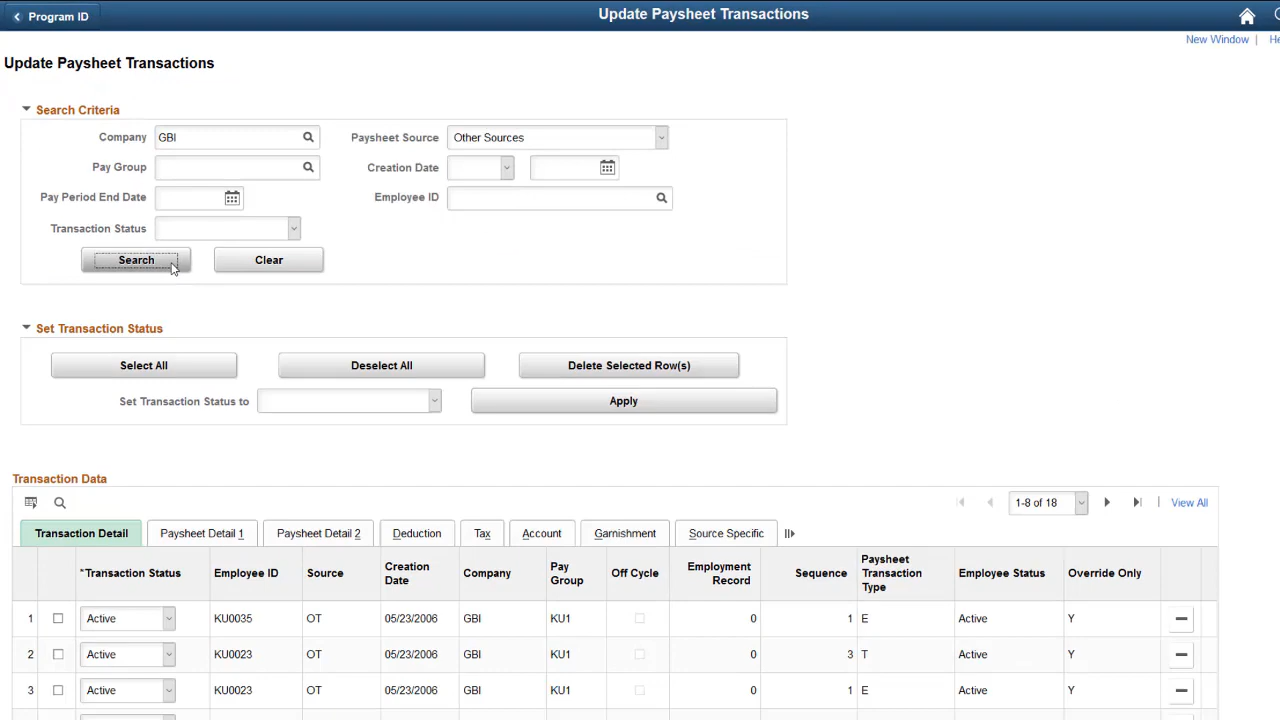 Program ID
Update Paysheet Transactions
New Window | He
Update Paysheet Transactions
Search Criteria
Company GBI Paysheet Source Other Sources
Pay Group Creation Date
Pay Period End Date Employee ID
Transaction Status
Search Clear
Set Transaction Status
Select All Deselect All Delete Selected Row(s)
Set Transaction Status to Apply
Transaction Data
1-8 of 18 | View All
Transaction Detail Paysheet Detail 1 Paysheet Detail 2 Deduction Tax Account Garnishment Source Specific
*Transaction Status Employee ID Source Creation Date Company Pay Group Off Cycle Employment Record Sequence Paysheet Transaction Type Employee Status Override Only
1 Active KU0035 OT 05/23/2006 GBI KU1 0 1 E Active Y
2 Active KU0023 OT 05/23/2006 GBI KU1 0 3 T Active Y
3 Active KU0023 OT 05/23/2006 GBI KU1 0 1 E Active Y